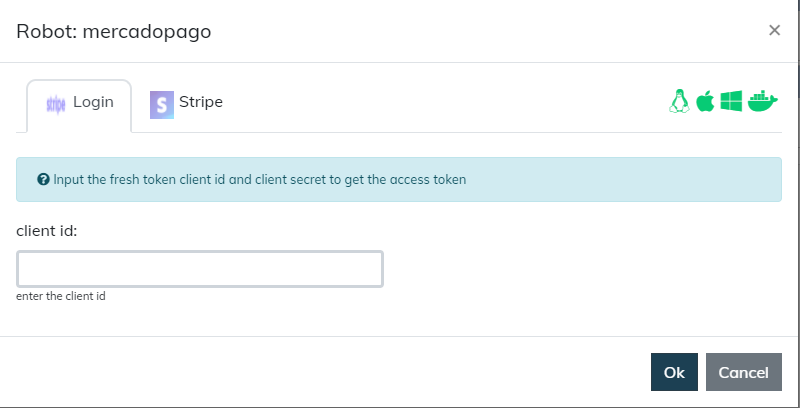 Robot: mercadopago
×
stripe Login
S Stripe
Input the fresh token client id and client secret to get the access token
client id:
enter the client id
Ok
Cancel